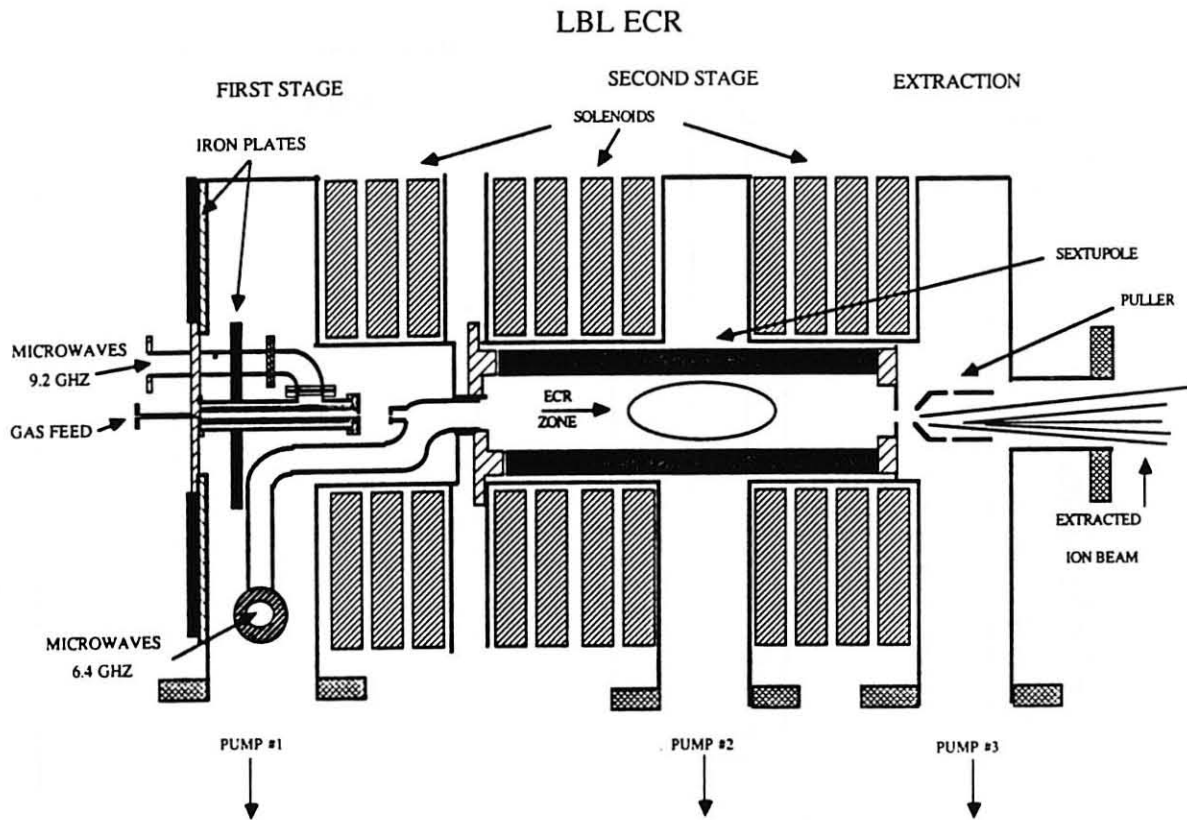 LBL ECR
FIRST STAGE
SECOND STAGE
EXTRACTION
SOLENOIDS
IRON PLATES
SEXTUPOLE
PULLER
MICROWAVES
9.2 GHZ
GAS FEED
ECR
ZONE
EXTRACTED
ION BEAM
MICROWAVES
6.4 GHZ
PUMP #1
PUMP #2
PUMP #3